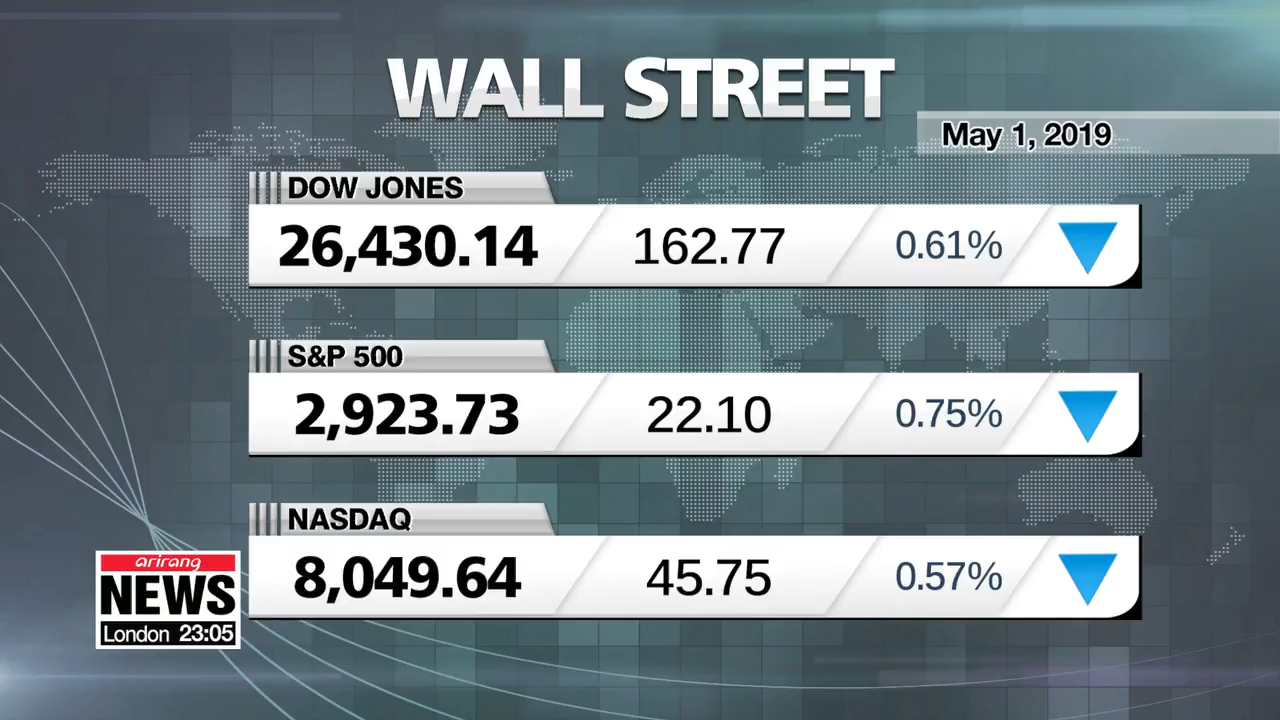 WALL STREET
May 1, 2019
DOW JONES
26,430.14 162.77 0.61%
S&P 500
2,923.73 22.10 0.75%
NASDAQ
8,049.64 45.75 0.57%
arirang
NEWS
London 23:05